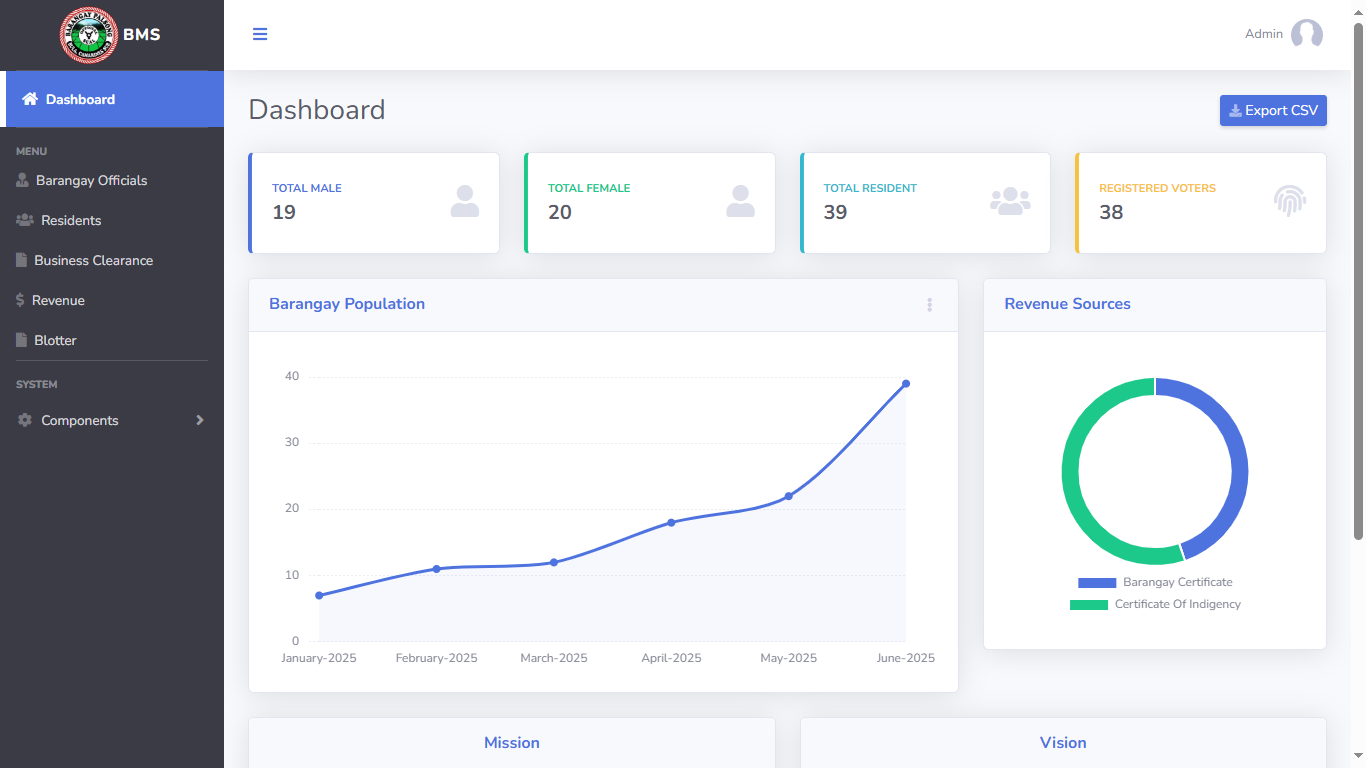 BMS
Admin
Dashboard
Dashboard
Export CSV
MENU
Barangay Officials
Residents
Business Clearance
Revenue
Blotter
SYSTEM
Components
TOTAL MALE
19
TOTAL FEMALE
20
TOTAL RESIDENT
39
REGISTERED VOTERS
38
Barangay Population
40
30
20
10
0
January-2025
February-2025
March-2025
April-2025
May-2025
June-2025
Revenue Sources
Barangay Certificate
Certificate Of Indigency
Mission
Vision